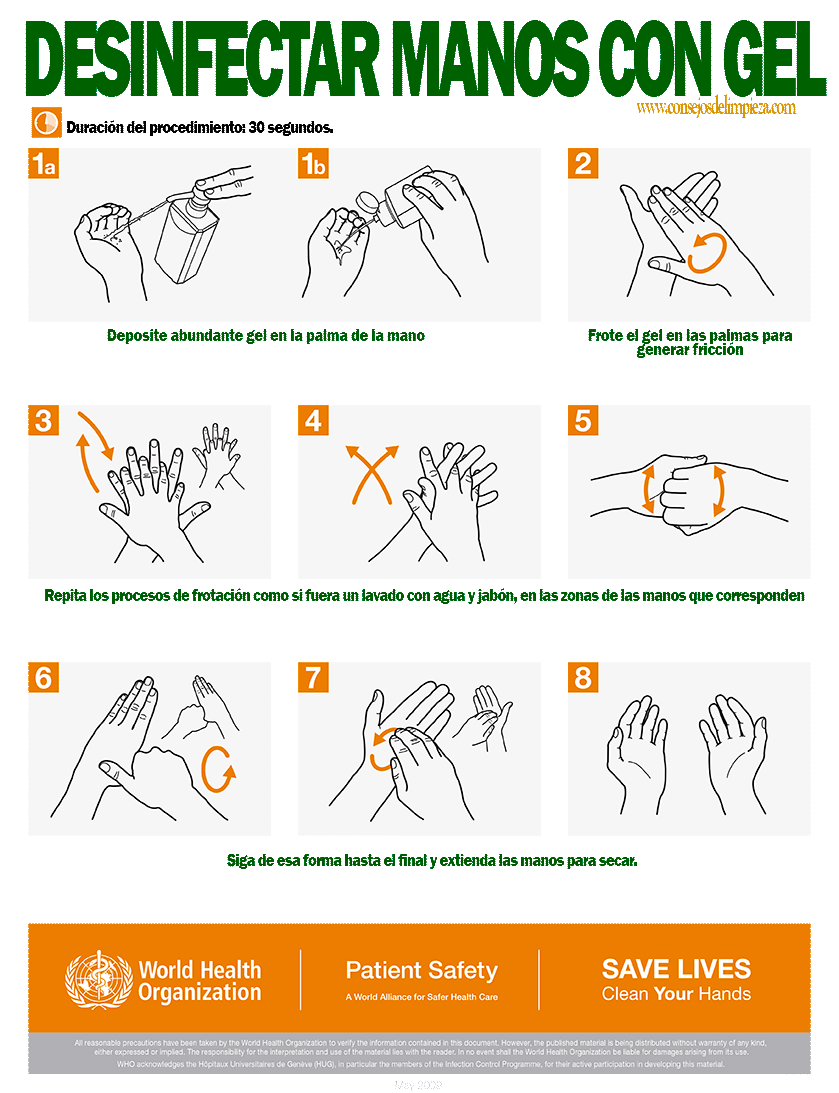 DESINFECTAR MANOS CON GEL
www.consejosdelimpieza.com
Duración del procedimiento: 30 segundos.
1a
1b
2
Deposite abundante gel en la palma de la mano
Frote el gel en las palmas para
generar fricción
3
4
5
Repita los procesos de frotación como si fuera un lavado con agua y jabón, en las zonas de las manos que corresponden
6
7
8
Siga de esa forma hasta el final y extienda las manos para secar.
World Health
Organization
Patient Safety
A World Alliance for Safer Health Care
SAVE LIVES
Clean Your Hands
All reasonable precautions have been taken by the World Health Organization to verify the information contained in this document. However, the published material is being distributed without warranty of any kind,
either expressed or implied. The responsibility for the interpretation and use of the material lies with the reader. In no event shall the World Health Organization be liable for damages arising from its use.
WHO acknowledges the Hôpitaux Universitaires de Genève (HUG), in particular the members of the Infection Control Programme, for their active participation in developing this material.
May 2009